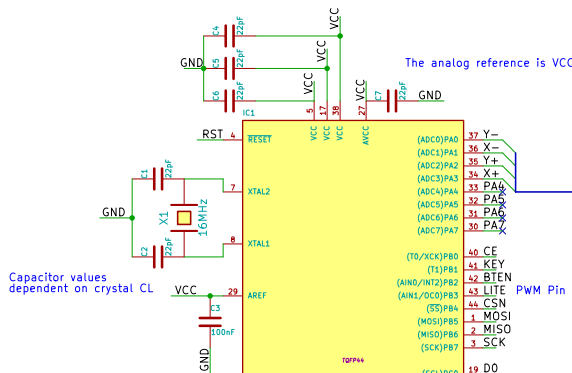 VCC
C4
22pF
VCC
GND
C5
22pF
The analog reference is VCC
VCC
VCC
C6
22pF
C7
22pF
GND
IC1
5
17
38
27
VCC
VCC
VCC
AVCC
RST
4
RESET
(ADC0)PA0
37
Y-
(ADC1)PA1
36
X-
(ADC2)PA2
35
Y+
(ADC3)PA3
34
X+
(ADC4)PA4
33
PA4
(ADC5)PA5
32
PA5
(ADC6)PA6
31
PA6
(ADC7)PA7
30
PA7
C1
22pF
7
XTAL2
GND
X1
16MHz
8
XTAL1
C2
22pF
(T0/XCK)PB0
40
CE
(T1)PB1
41
KEY
(AIN0/INT2)PB2
42
BTEN
(AIN1/OC0)PB3
43
LITE
PWM Pin
(SS)PB4
44
CSN
(MOSI)PB5
1
MOSI
(MISO)PB6
2
MISO
(SCK)PB7
3
SCK
Capacitor values
dependent on crystal CL
VCC
29
AREF
C3
100nF
GND
TQFP44
19